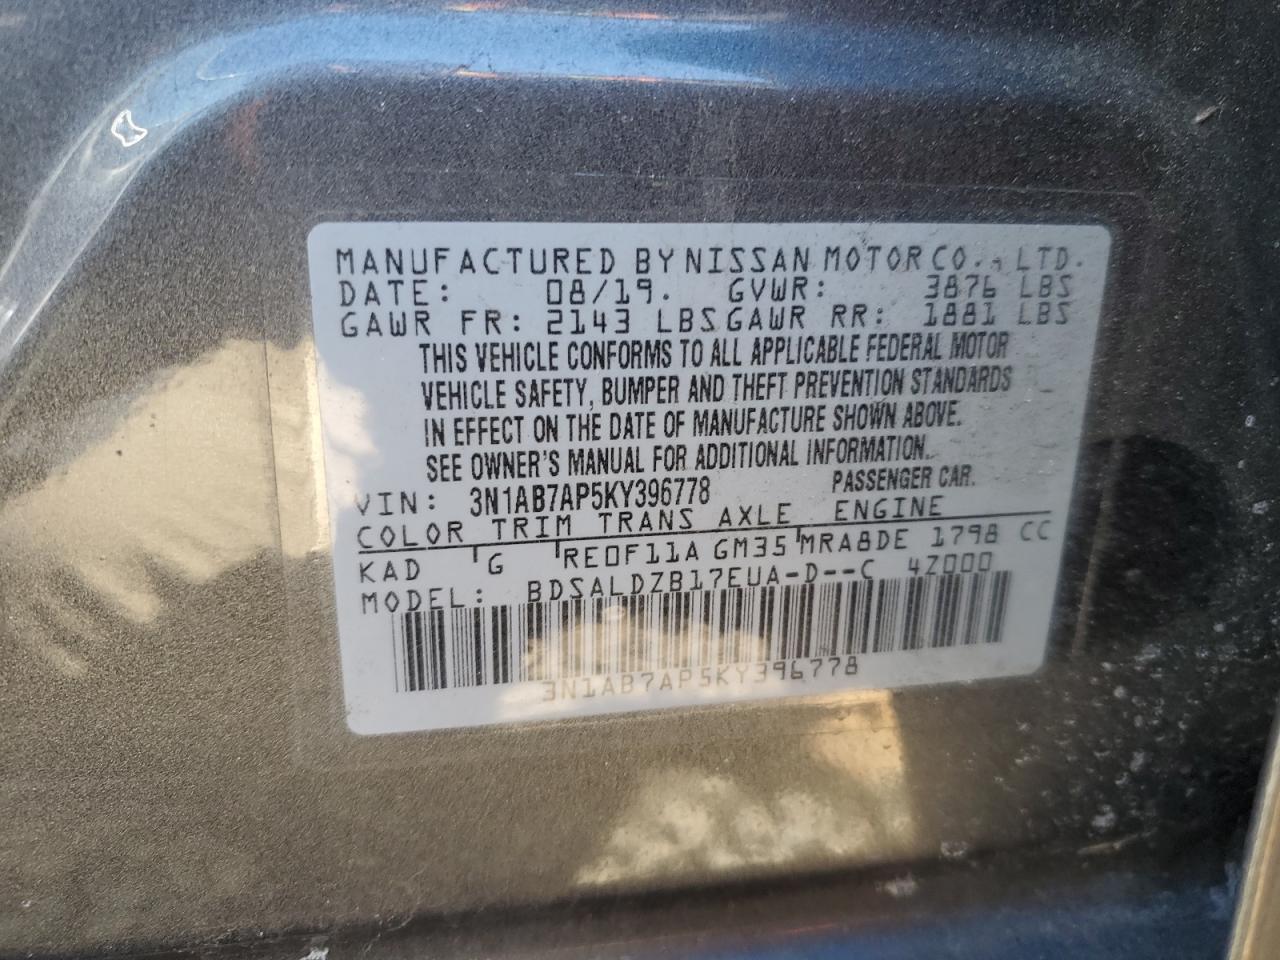 MANUFACTURED BY NISSAN MOTOR CO., LTD.
DATE: 08/19. GVWR: 3876 LBS
GAWR FR: 2143 LBS GAWR RR: 1881 LBS
THIS VEHICLE CONFORMS TO ALL APPLICABLE FEDERAL MOTOR
VEHICLE SAFETY, BUMPER AND THEFT PREVENTION STANDARDS
IN EFFECT ON THE DATE OF MANUFACTURE SHOWN ABOVE.
SEE OWNER'S MANUAL FOR ADDITIONAL INFORMATION.
VIN: 3N1AB7AP5KY396778 PASSENGER CAR.
COLOR TRIM TRANS AXLE ENGINE
KAD G RE0F11A GM35 MRA8DE 1798 CC
MODEL: BDSALDZB17EUA-D--C 4Z000
3N1AB7AP5KY396778